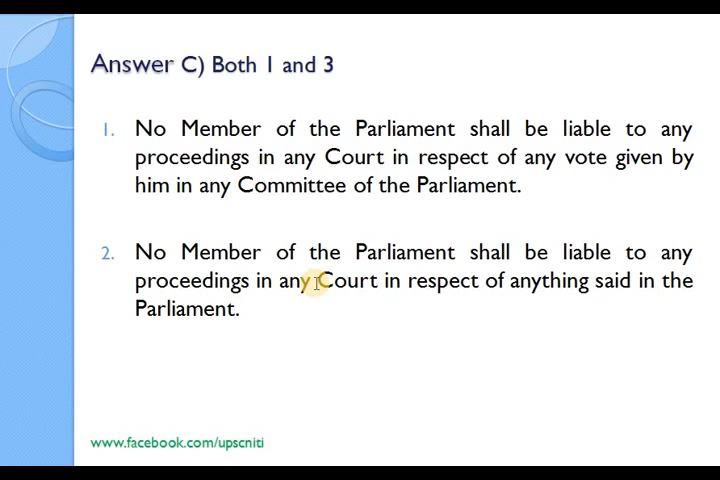 Answer C) Both 1 and 3
1. No Member of the Parliament shall be liable to any
proceedings in any Court in respect of any vote given by
him in any Committee of the Parliament.
2. No Member of the Parliament shall be liable to any
proceedings in any Court in respect of anything said in the
Parliament.
www.facebook.com/upscniti